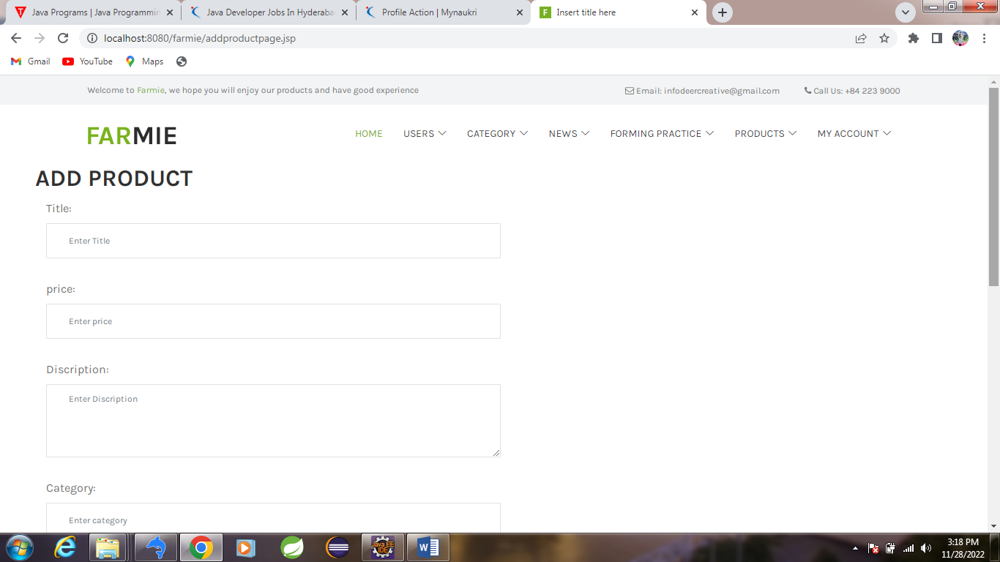 Java Programs | Java Programmin
Java Developer Jobs In Hyderaba
Profile Action | Mynaukri
F Insert title here
localhost:8080/farmie/addproductpage.jsp
Gmail YouTube Maps
Welcome to Farmie, we hope you will enjoy our products and have good experience
Email: infodeercreative@gmail.com Call Us: +84 223 9000
FARMIE
HOME USERS CATEGORY NEWS FORMING PRACTICE PRODUCTS MY ACCOUNT
ADD PRODUCT
Title:
Enter Title
price:
Enter price
Discription:
Enter Discription
Category:
Enter category
Java EE
IDE
W
3:18 PM
11/28/2022